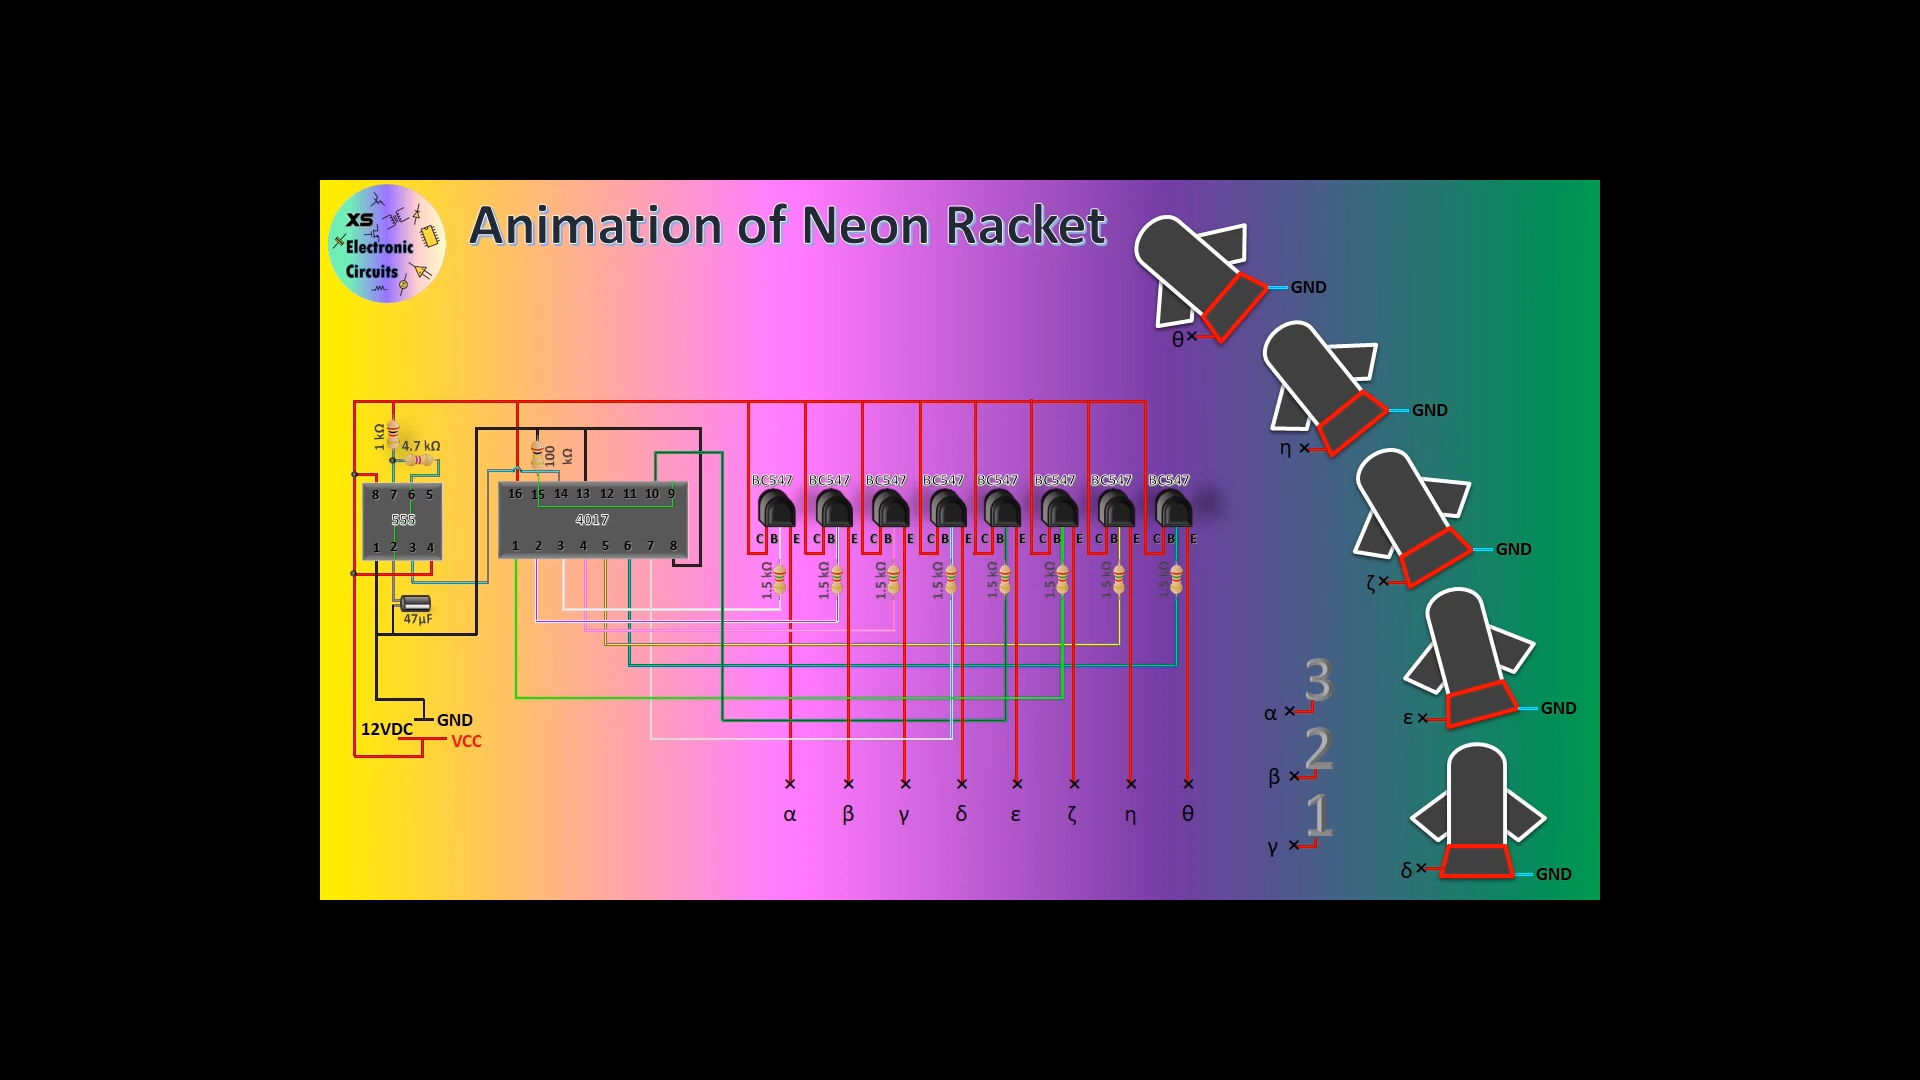 XS
Electronic
Circuits
Animation of Neon Racket
GND
θ
GND
η
GND
ζ
GND
ε
GND
δ
3
α
2
β
1
γ
1 kΩ
4.7 kΩ
8 7 6 5
555
1 2 3 4
47µF
100
kΩ
16 15 14 13 12 11 10 9
4017
1 2 3 4 5 6 7 8
BC547 BC547 BC547 BC547 BC547 BC547 BC547 BC547
C B E C B E C B E C B E C B E C B E C B E C B E
1.5 kΩ 1.5 kΩ 1.5 kΩ 1.5 kΩ 1.5 kΩ 1.5 kΩ 1.5 kΩ 1.5 kΩ
GND
12VDC
VCC
α β γ δ ε ζ η θ